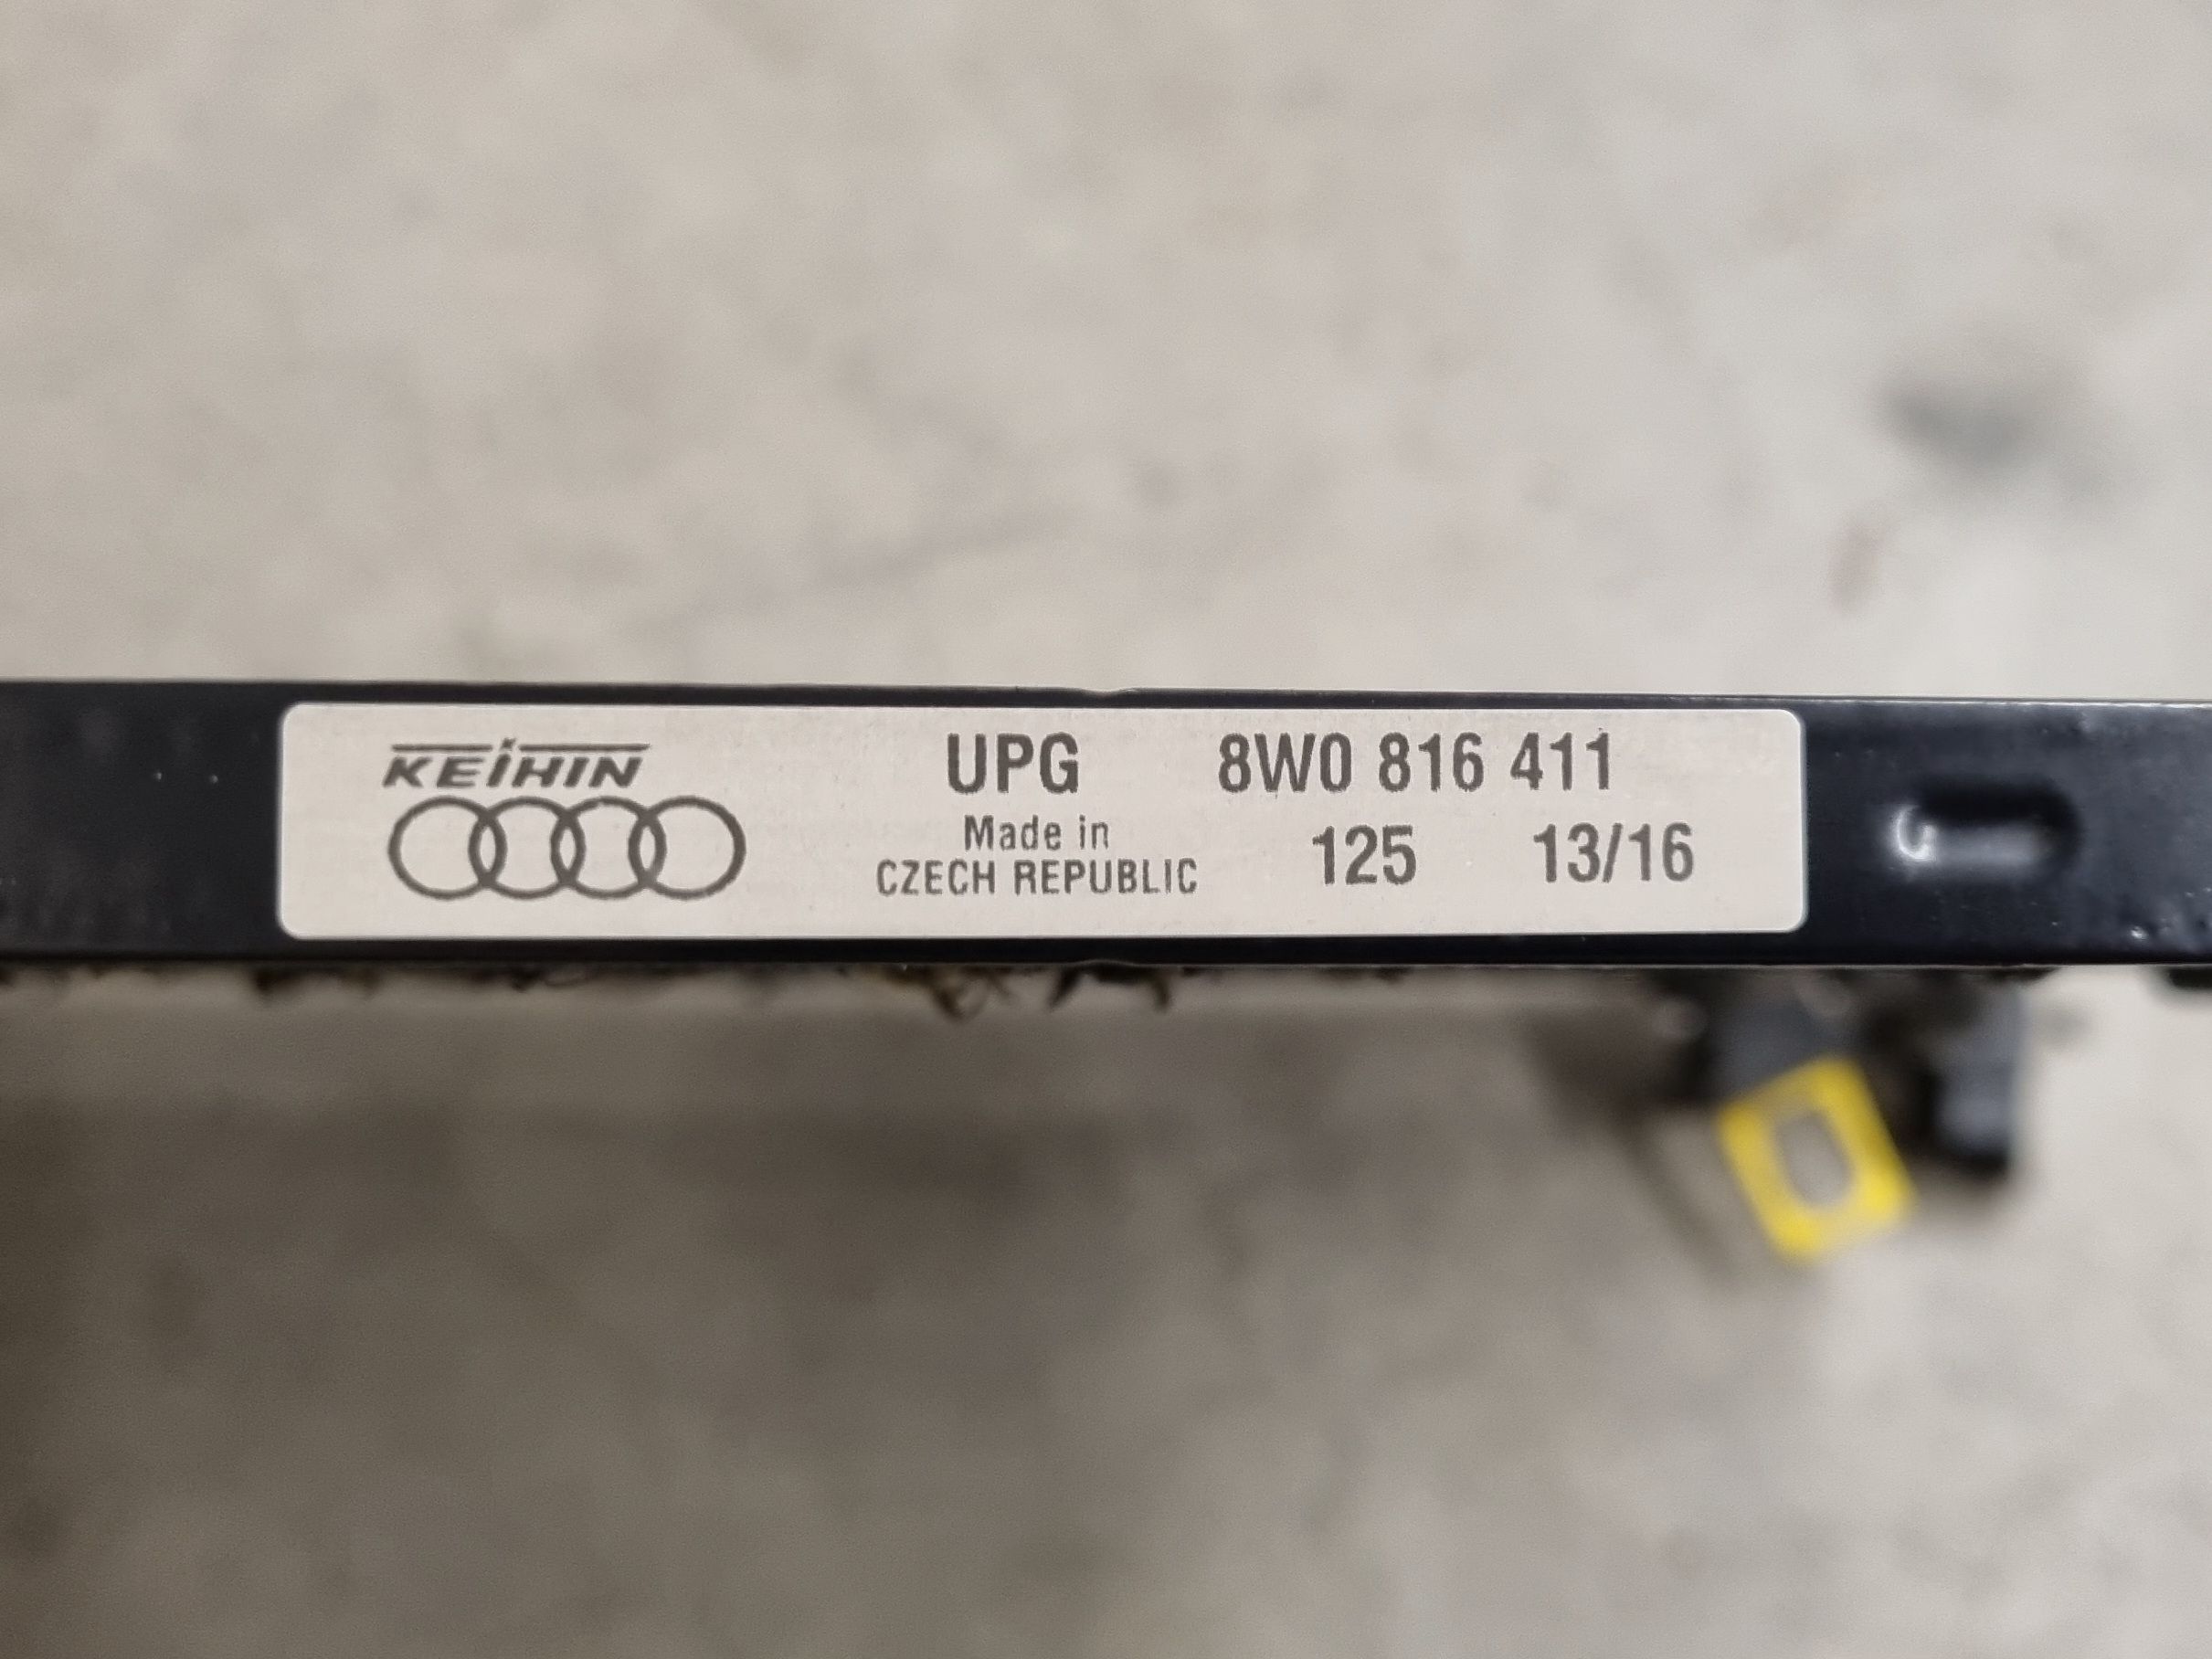 KEIHIN
UPG 8W0 816 411
Made in
CZECH REPUBLIC 125 13/16